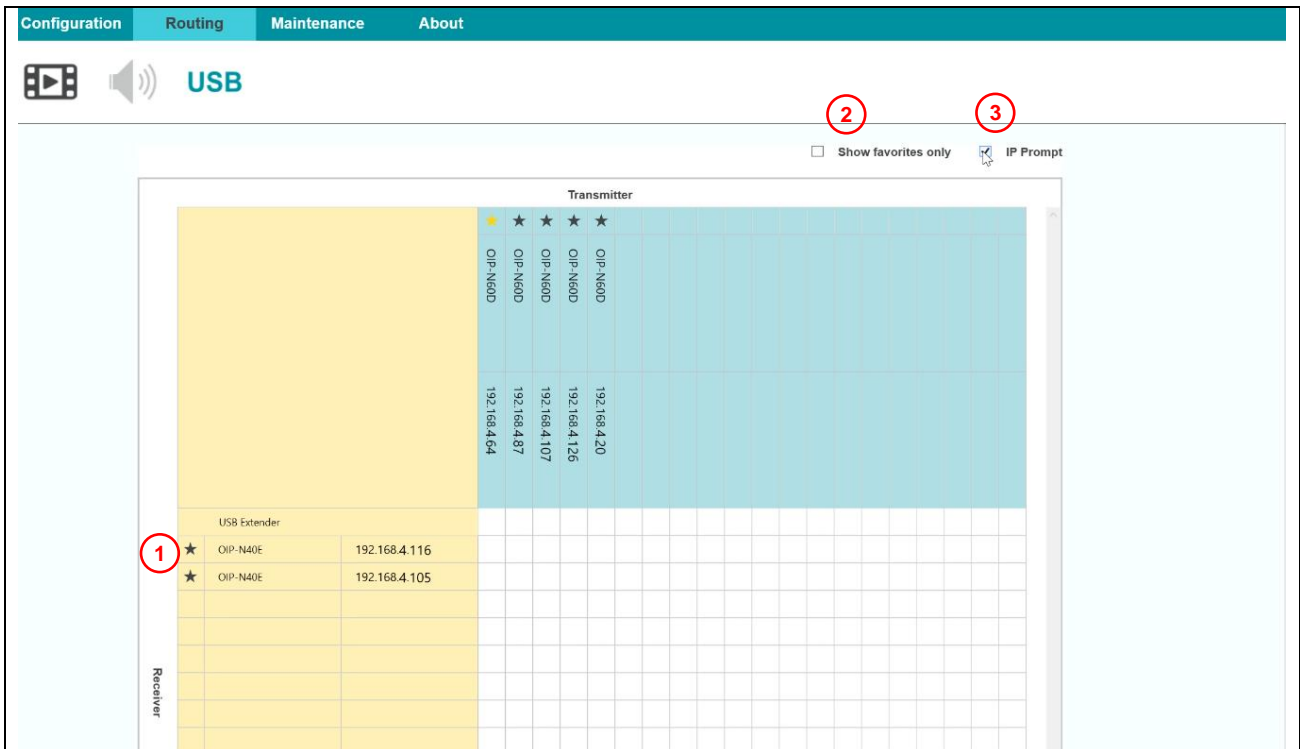 Configuration Routing Maintenance About
USB
2 3
Show favorites only IP Prompt
Transmitter
★ ★ ★ ★ ★
OIP-N60D OIP-N60D OIP-N60D OIP-N60D OIP-N60D
192.168.4.64 192.168.4.87 192.168.4.107 192.168.4.126 192.168.4.20
USB Extender
1 ★ OIP-N40E 192.168.4.116
★ OIP-N40E 192.168.4.105
Receiver